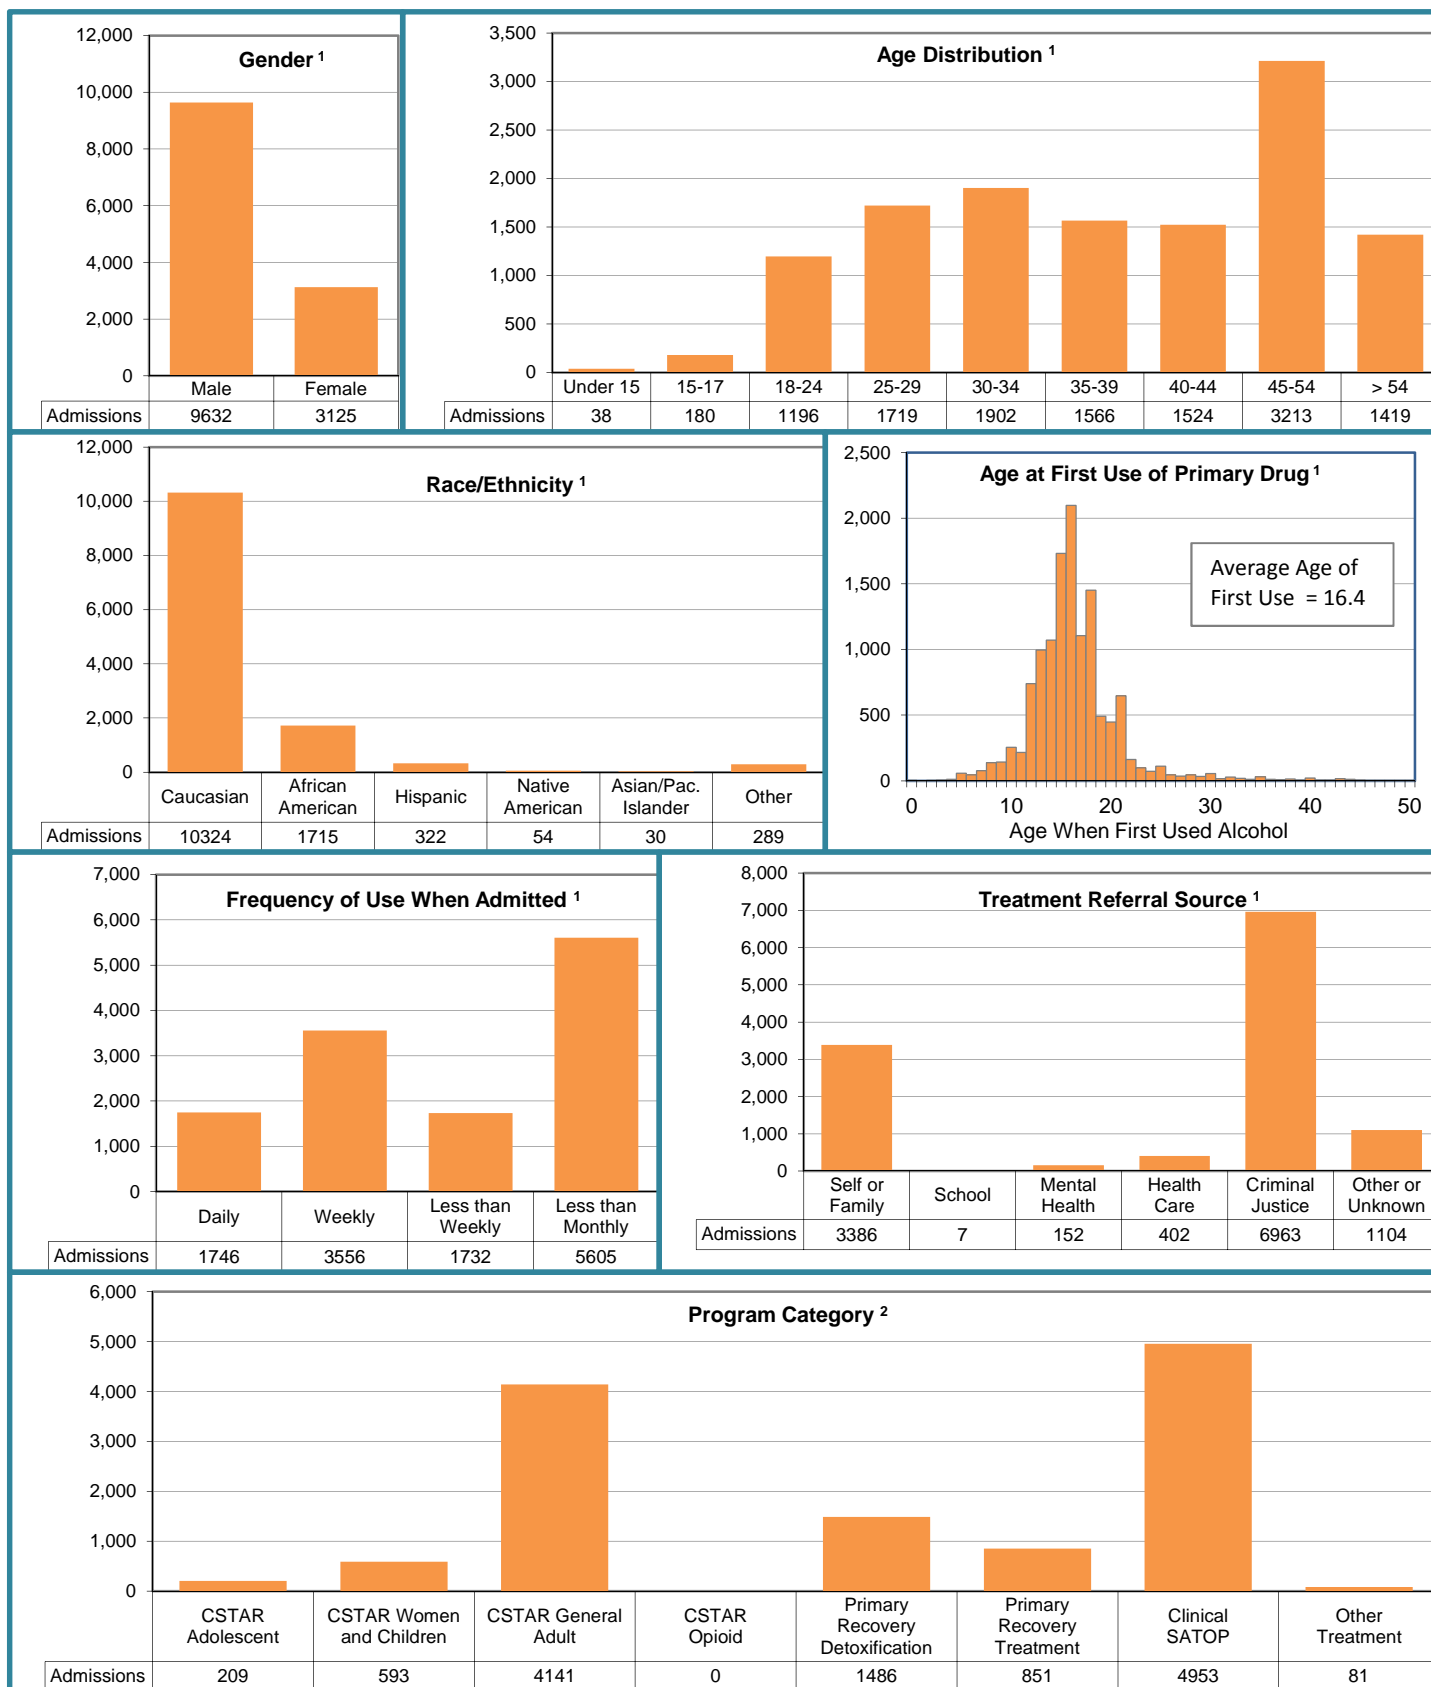 Gender ¹
12,000
10,000
8,000
6,000
4,000
2,000
0
Male Female
Admissions 9632 3125
Age Distribution ¹
3,500
3,000
2,500
2,000
1,500
1,000
500
0
Under 15 15-17 18-24 25-29 30-34 35-39 40-44 45-54 > 54
Admissions 38 180 1196 1719 1902 1566 1524 3213 1419
Race/Ethnicity ¹
12,000
10,000
8,000
6,000
4,000
2,000
0
Caucasian African American Hispanic Native American Asian/Pac. Islander Other
Admissions 10324 1715 322 54 30 289
Age at First Use of Primary Drug ¹
2,500
2,000
1,500
1,000
500
0
Average Age of
First Use = 16.4
0 10 20 30 40 50
Age When First Used Alcohol
Frequency of Use When Admitted ¹
7,000
6,000
5,000
4,000
3,000
2,000
1,000
0
Daily Weekly Less than Weekly Less than Monthly
Admissions 1746 3556 1732 5605
Treatment Referral Source ¹
8,000
7,000
6,000
5,000
4,000
3,000
2,000
1,000
0
Self or Family School Mental Health Health Care Criminal Justice Other or Unknown
Admissions 3386 7 152 402 6963 1104
Program Category ²
6,000
5,000
4,000
3,000
2,000
1,000
0
CSTAR Adolescent CSTAR Women and Children CSTAR General Adult CSTAR Opioid Primary Recovery Detoxification Primary Recovery Treatment Clinical SATOP Other Treatment
Admissions 209 593 4141 0 1486 851 4953 81